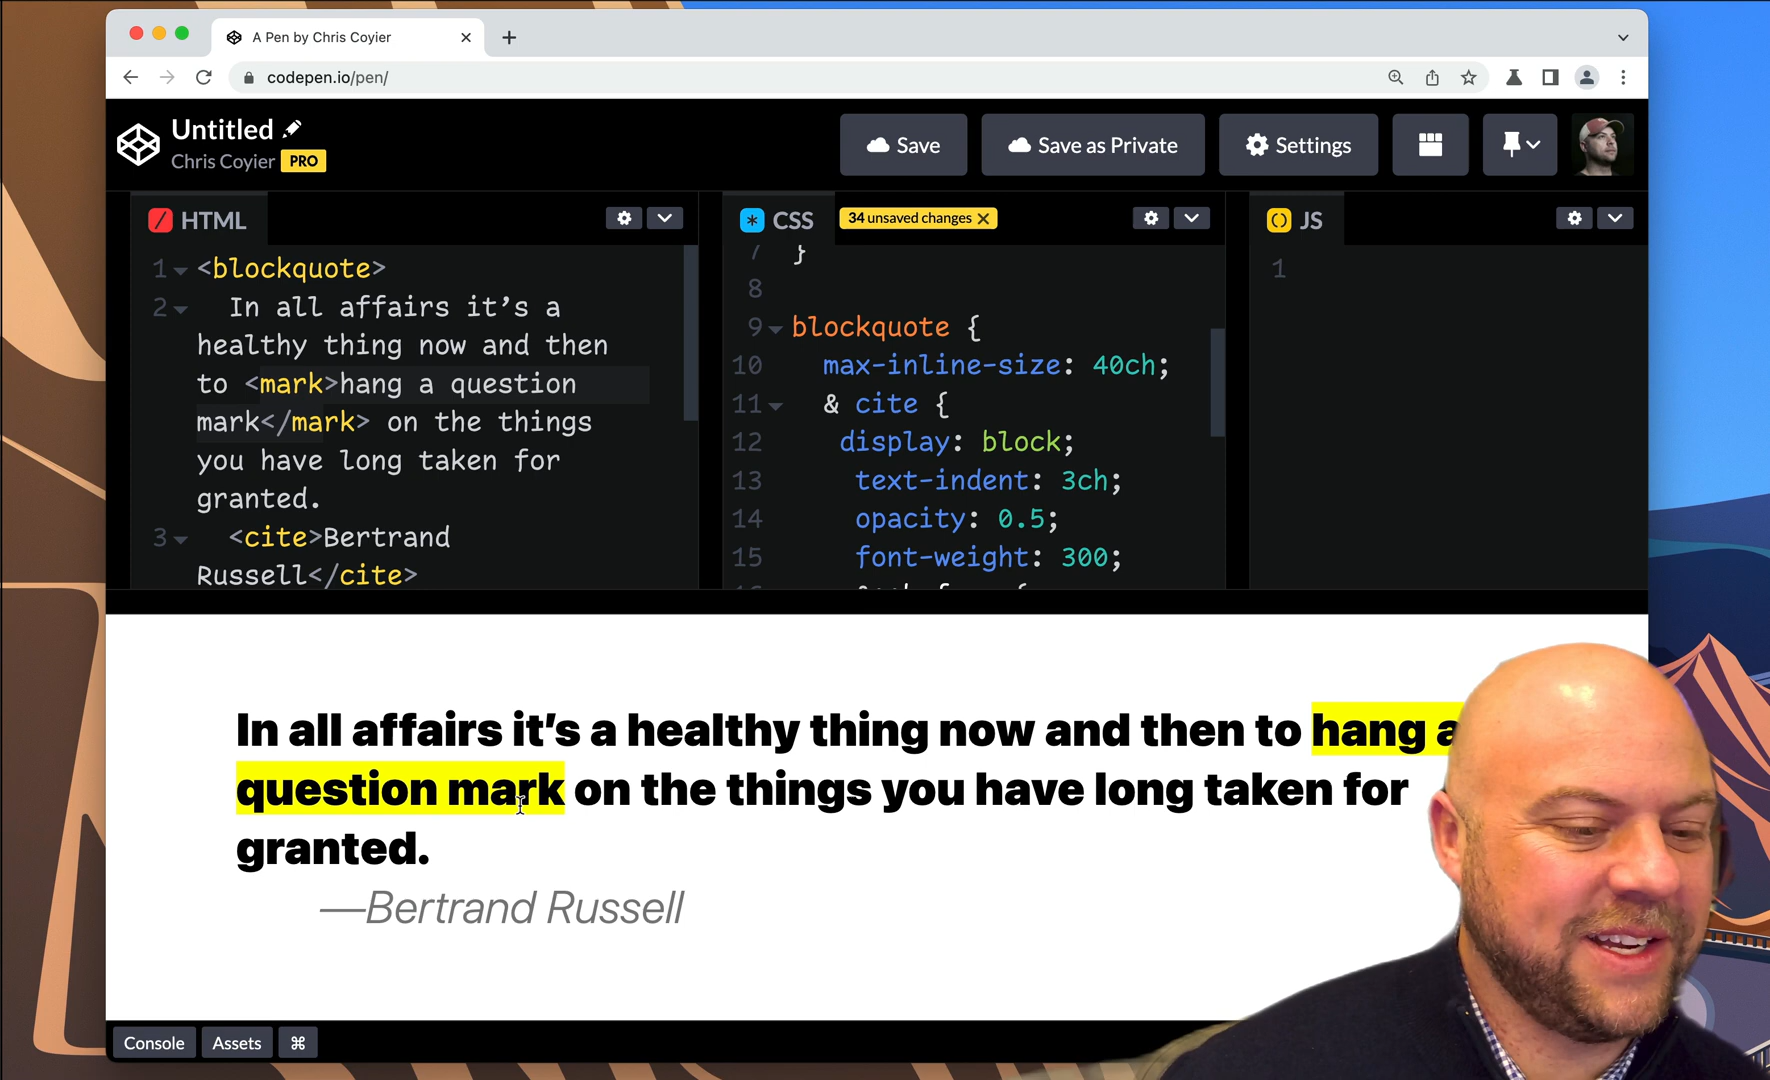 A Pen by Chris Coyier
codepen.io/pen/
Untitled
Chris Coyier PRO
Save
Save as Private
Settings
HTML
CSS
34 unsaved changes
JS
1 <blockquote>
2 In all affairs it’s a
healthy thing now and then
to <mark>hang a question
mark</mark> on the things
you have long taken for
granted.
3 <cite>Bertrand
Russell</cite>
7 }
8
9 blockquote {
10 max-inline-size: 40ch;
11 & cite {
12 display: block;
13 text-indent: 3ch;
14 opacity: 0.5;
15 font-weight: 300;
1
In all affairs it’s a healthy thing now and then to hang a
question mark on the things you have long taken for
granted.
—Bertrand Russell
Console
Assets
⌘